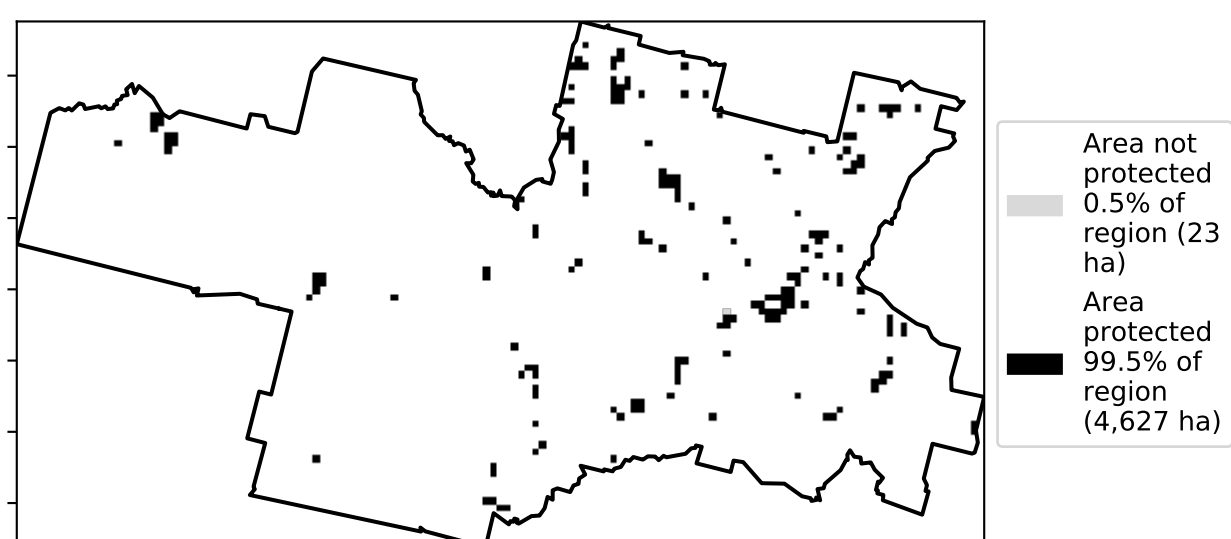 Area not
protected
0.5% of
region (23
ha)
Area
protected
99.5% of
region
(4,627 ha)